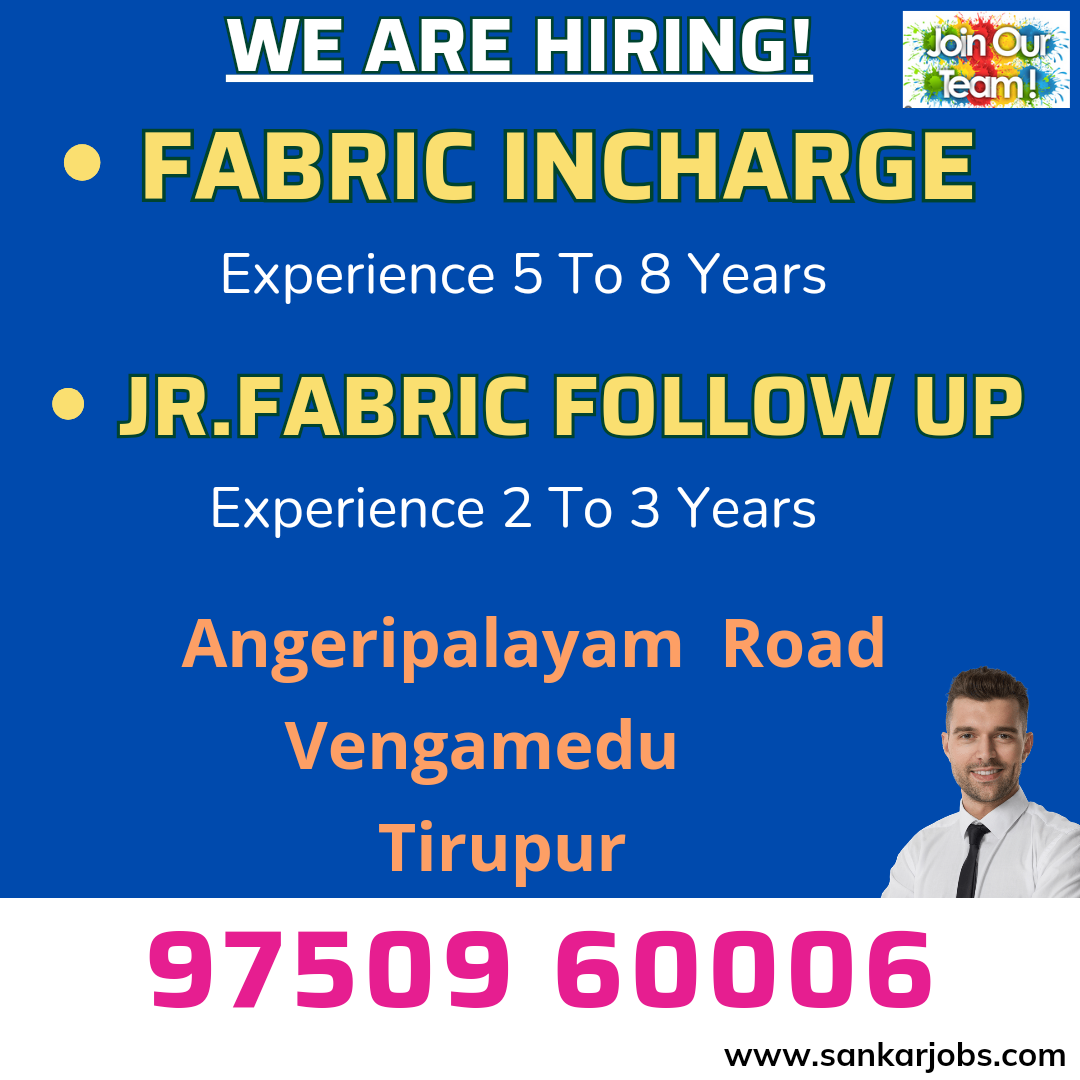 WE ARE HIRING!
Join Our
Team!
• FABRIC INCHARGE
Experience 5 To 8 Years
• JR.FABRIC FOLLOW UP
Experience 2 To 3 Years
Angeripalayam Road
Vengamedu
Tirupur
97509 60006
www.sankarjobs.com